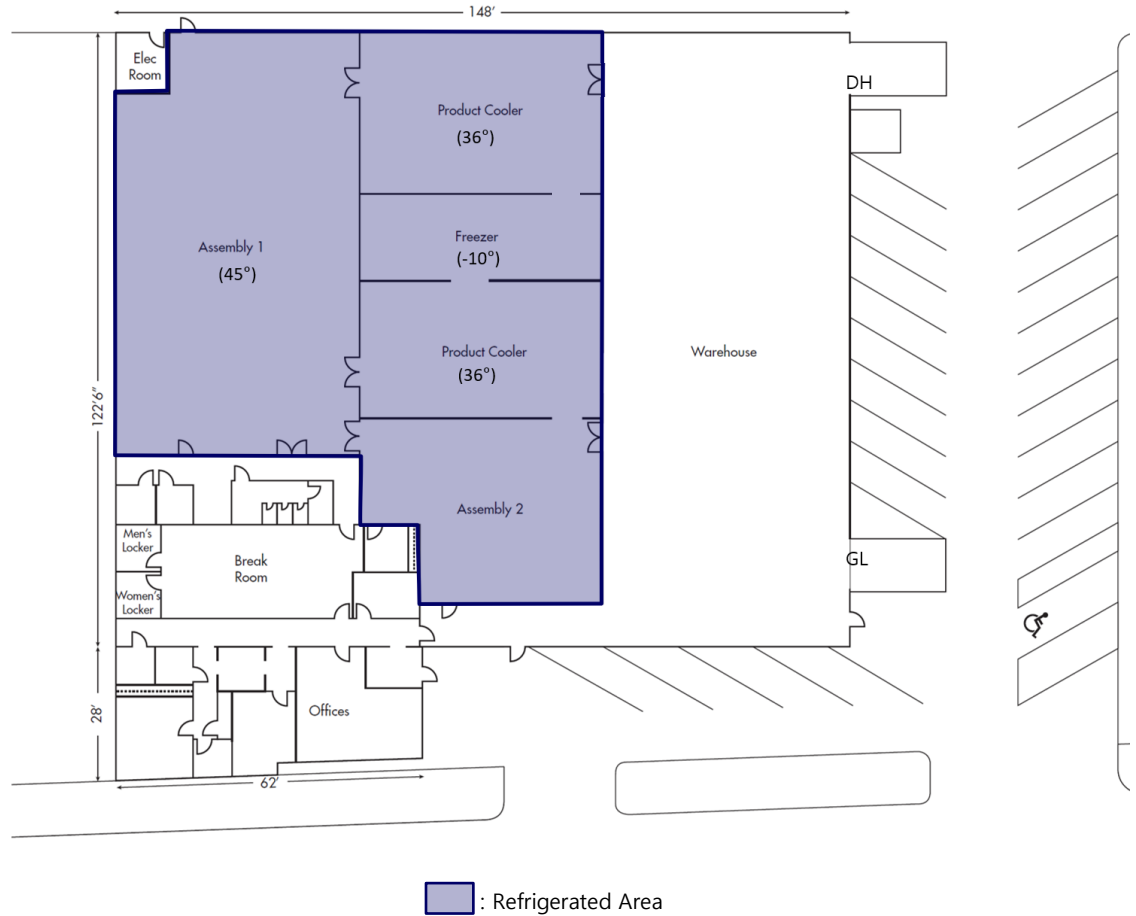 148’
Elec
Room
DH
Product Cooler
(36°)
Assembly 1
(45°)
Freezer
(-10°)
Product Cooler
(36°)
Warehouse
122’6”
Assembly 2
Men’s
Locker
Break
Room
Women’s
Locker
GL
28’
Offices
62’
: Refrigerated Area